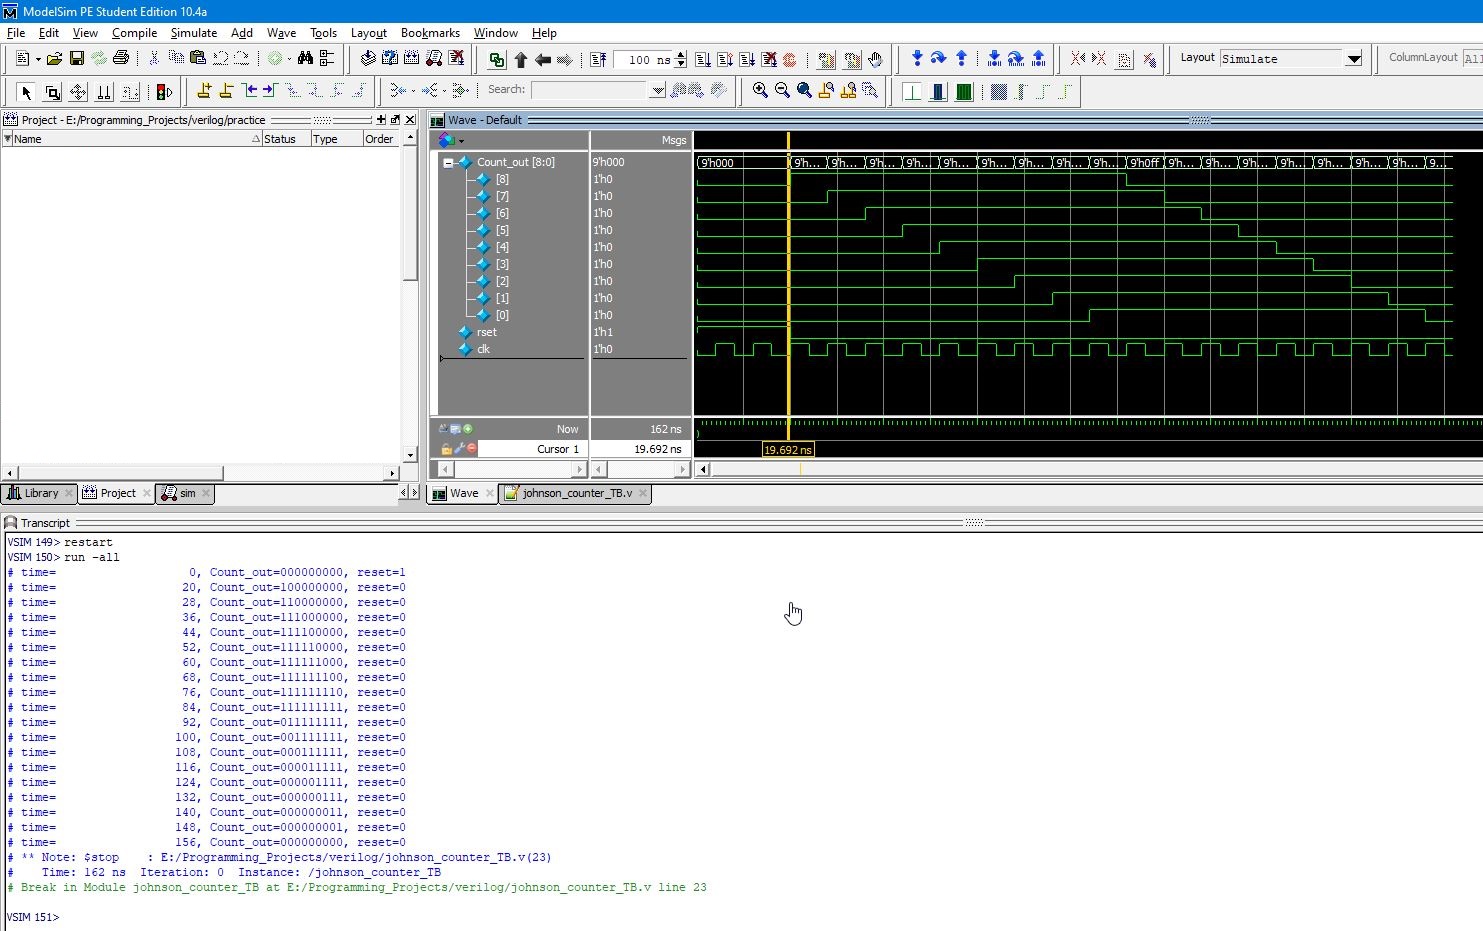 ModelSim PE Student Edition 10.4a
File Edit View Compile Simulate Add Wave Tools Layout Bookmarks Window Help
100 ns Layout Simulate ColumnLayout All
Search:
Project - E:/Programming_Projects/verilog/practice
Name Status Type Order
Wave - Default
Msgs
Count_out [8:0] 9'h000 9'h000 9'h... 9'h... 9'h... 9'h... 9'h... 9'h... 9'h... 9'h... 9'h... 9'h0ff 9'h... 9'h... 9'h... 9'h... 9'h... 9'h... 9'h... 9...
[8] 1'h0
[7] 1'h0
[6] 1'h0
[5] 1'h0
[4] 1'h0
[3] 1'h0
[2] 1'h0
[1] 1'h0
[0] 1'h0
rset 1'h1
clk 1'h0
Now 162 ns
Cursor 1 19.692 ns 19.692 ns
Library Project sim
Wave johnson_counter_TB.v
Transcript
VSIM 149> restart
VSIM 150> run -all
# time= 0, Count_out=000000000, reset=1
# time= 20, Count_out=100000000, reset=0
# time= 28, Count_out=110000000, reset=0
# time= 36, Count_out=111000000, reset=0
# time= 44, Count_out=111100000, reset=0
# time= 52, Count_out=111110000, reset=0
# time= 60, Count_out=111111000, reset=0
# time= 68, Count_out=111111100, reset=0
# time= 76, Count_out=111111110, reset=0
# time= 84, Count_out=111111111, reset=0
# time= 92, Count_out=011111111, reset=0
# time= 100, Count_out=001111111, reset=0
# time= 108, Count_out=000111111, reset=0
# time= 116, Count_out=000011111, reset=0
# time= 124, Count_out=000001111, reset=0
# time= 132, Count_out=000000111, reset=0
# time= 140, Count_out=000000011, reset=0
# time= 148, Count_out=000000001, reset=0
# time= 156, Count_out=000000000, reset=0
# ** Note: $stop : E:/Programming_Projects/verilog/johnson_counter_TB.v(23)
# Time: 162 ns Iteration: 0 Instance: /johnson_counter_TB
# Break in Module johnson_counter_TB at E:/Programming_Projects/verilog/johnson_counter_TB.v line 23
VSIM 151>